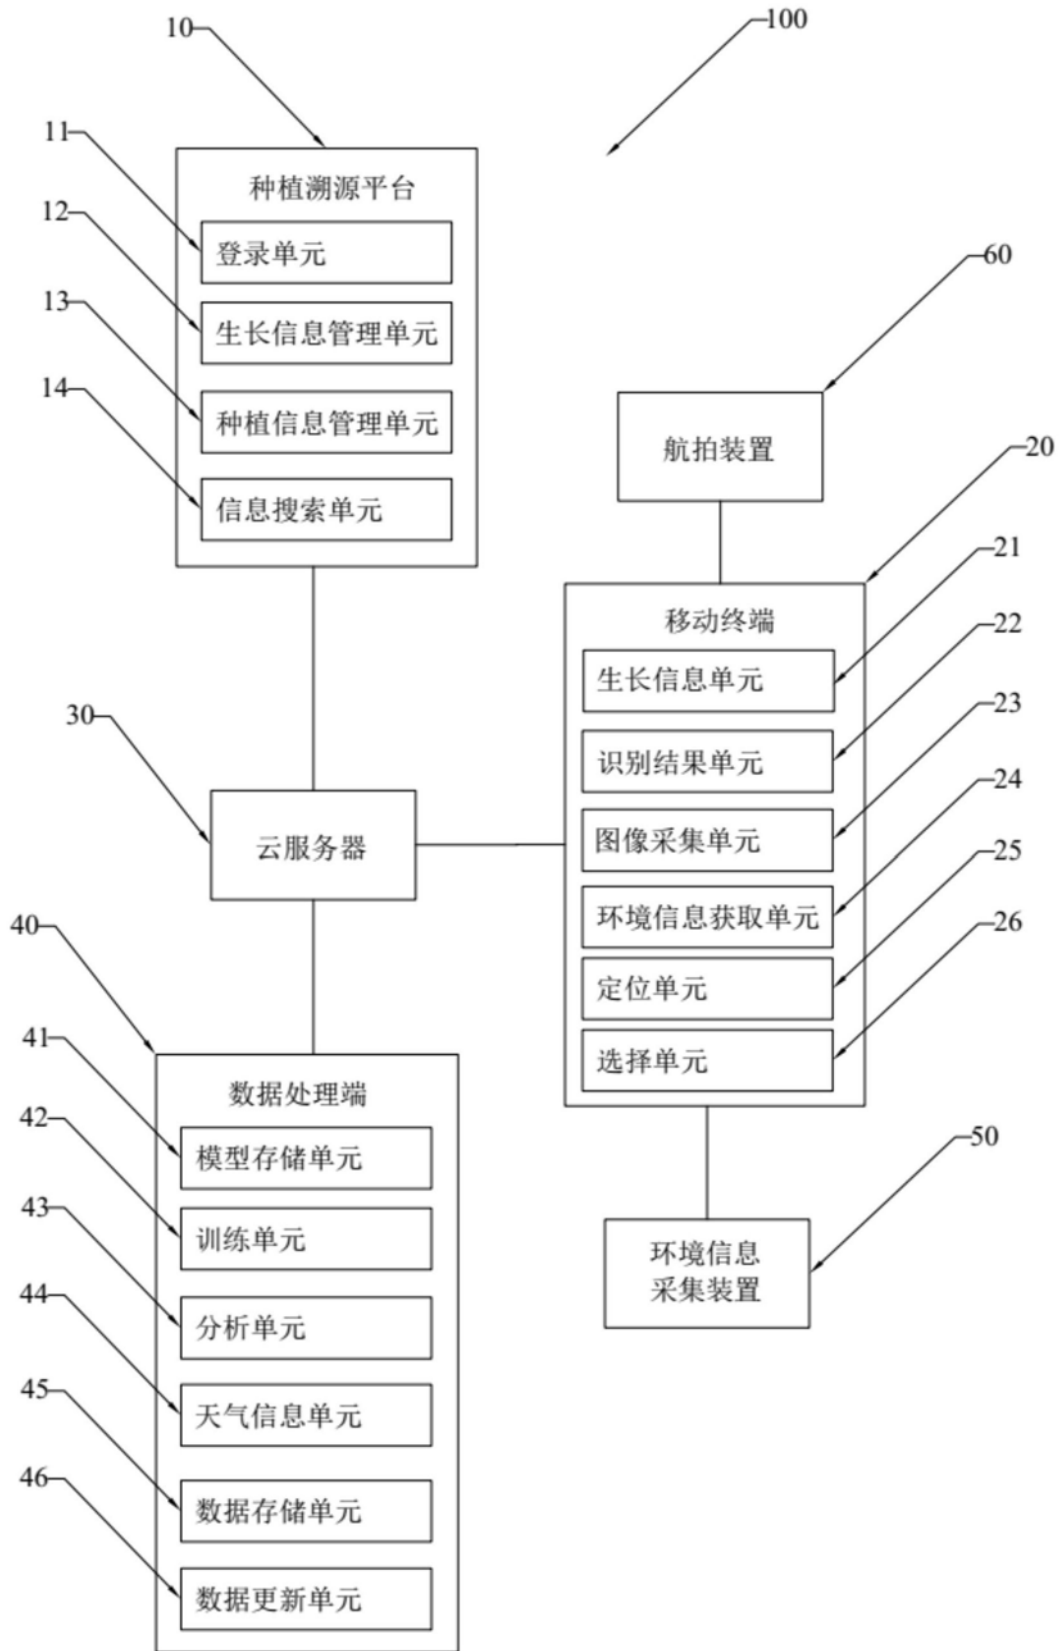 10
100
11
种植溯源平台
12
登录单元
60
13
生长信息管理单元
14
种植信息管理单元
航拍装置
20
信息搜索单元
21
移动终端
22
生长信息单元
30
23
识别结果单元
24
云服务器
图像采集单元
25
环境信息获取单元
40
26
定位单元
41
选择单元
数据处理端
42
50
模型存储单元
43
训练单元
环境信息
采集装置
44
分析单元
45
天气信息单元
46
数据存储单元
数据更新单元